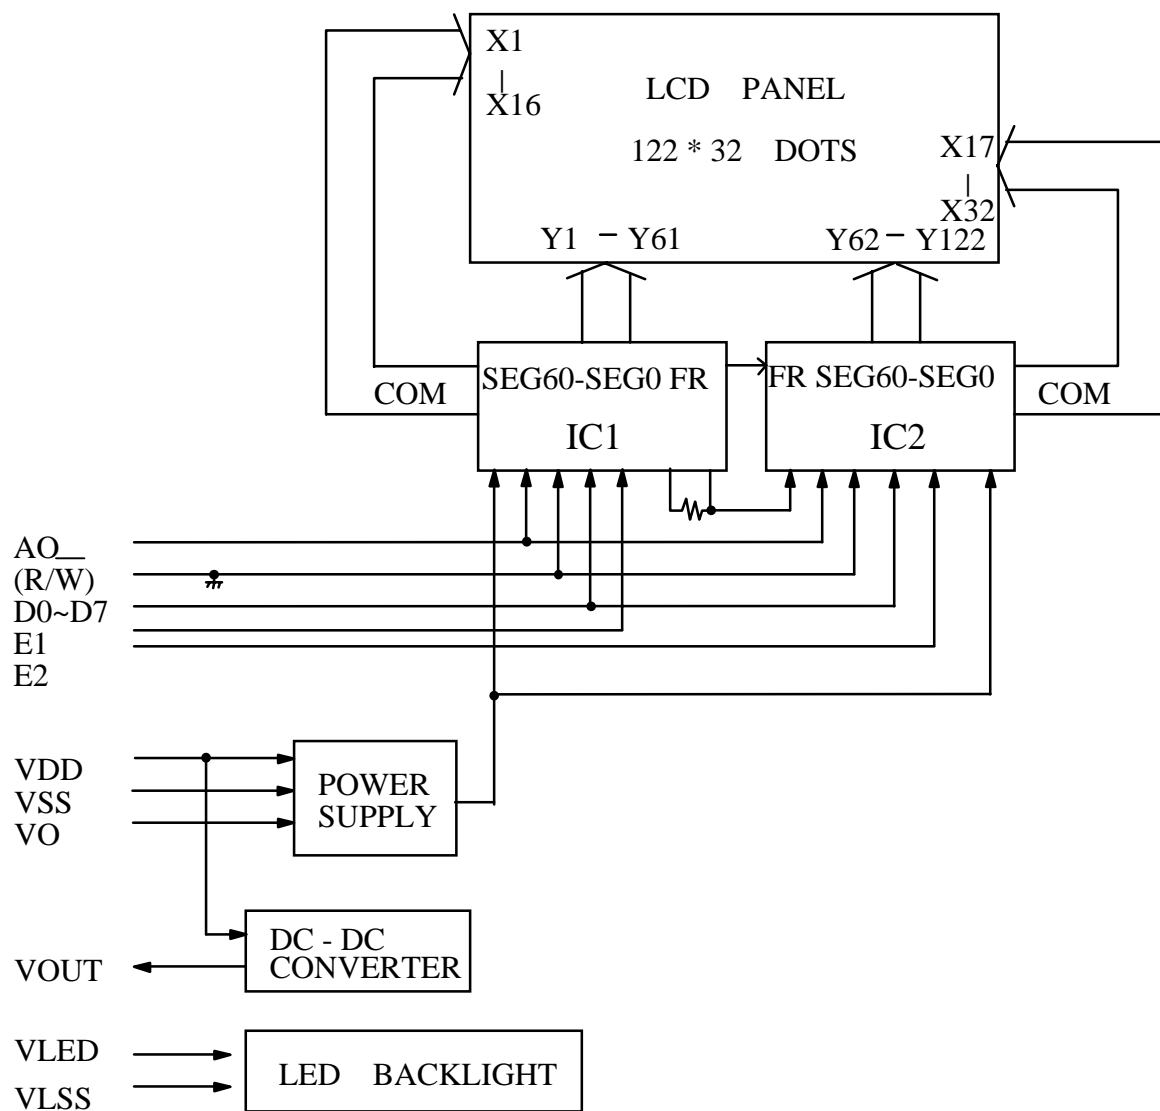 X1
|
X16
LCD PANEL
122 * 32 DOTS
X17
|
X32
Y1 – Y61
Y62 – Y122
SEG60-SEG0 FR
IC1
FR SEG60-SEG0
IC2
COM
COM
AO
(R/W)
D0~D7
E1
E2
VDD
VSS
VO
POWER
SUPPLY
DC - DC
CONVERTER
VOUT
VLED
VLSS
LED BACKLIGHT